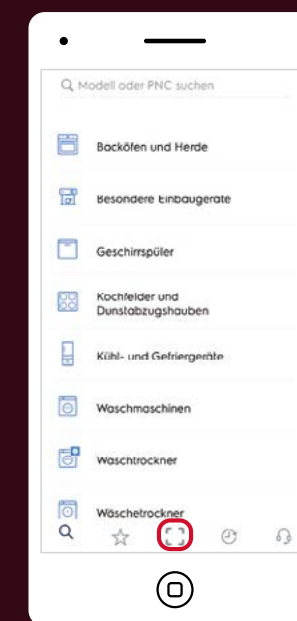 Modell oder PNC suchen
Backöfen und Herde
Besondere Einbaugeräte
Geschirrspüler
Kochfelder und
Dunstabzugshauben
Kühl- und Gefriergeräte
Waschmaschinen
Waschtrockner
Wäschetrockner